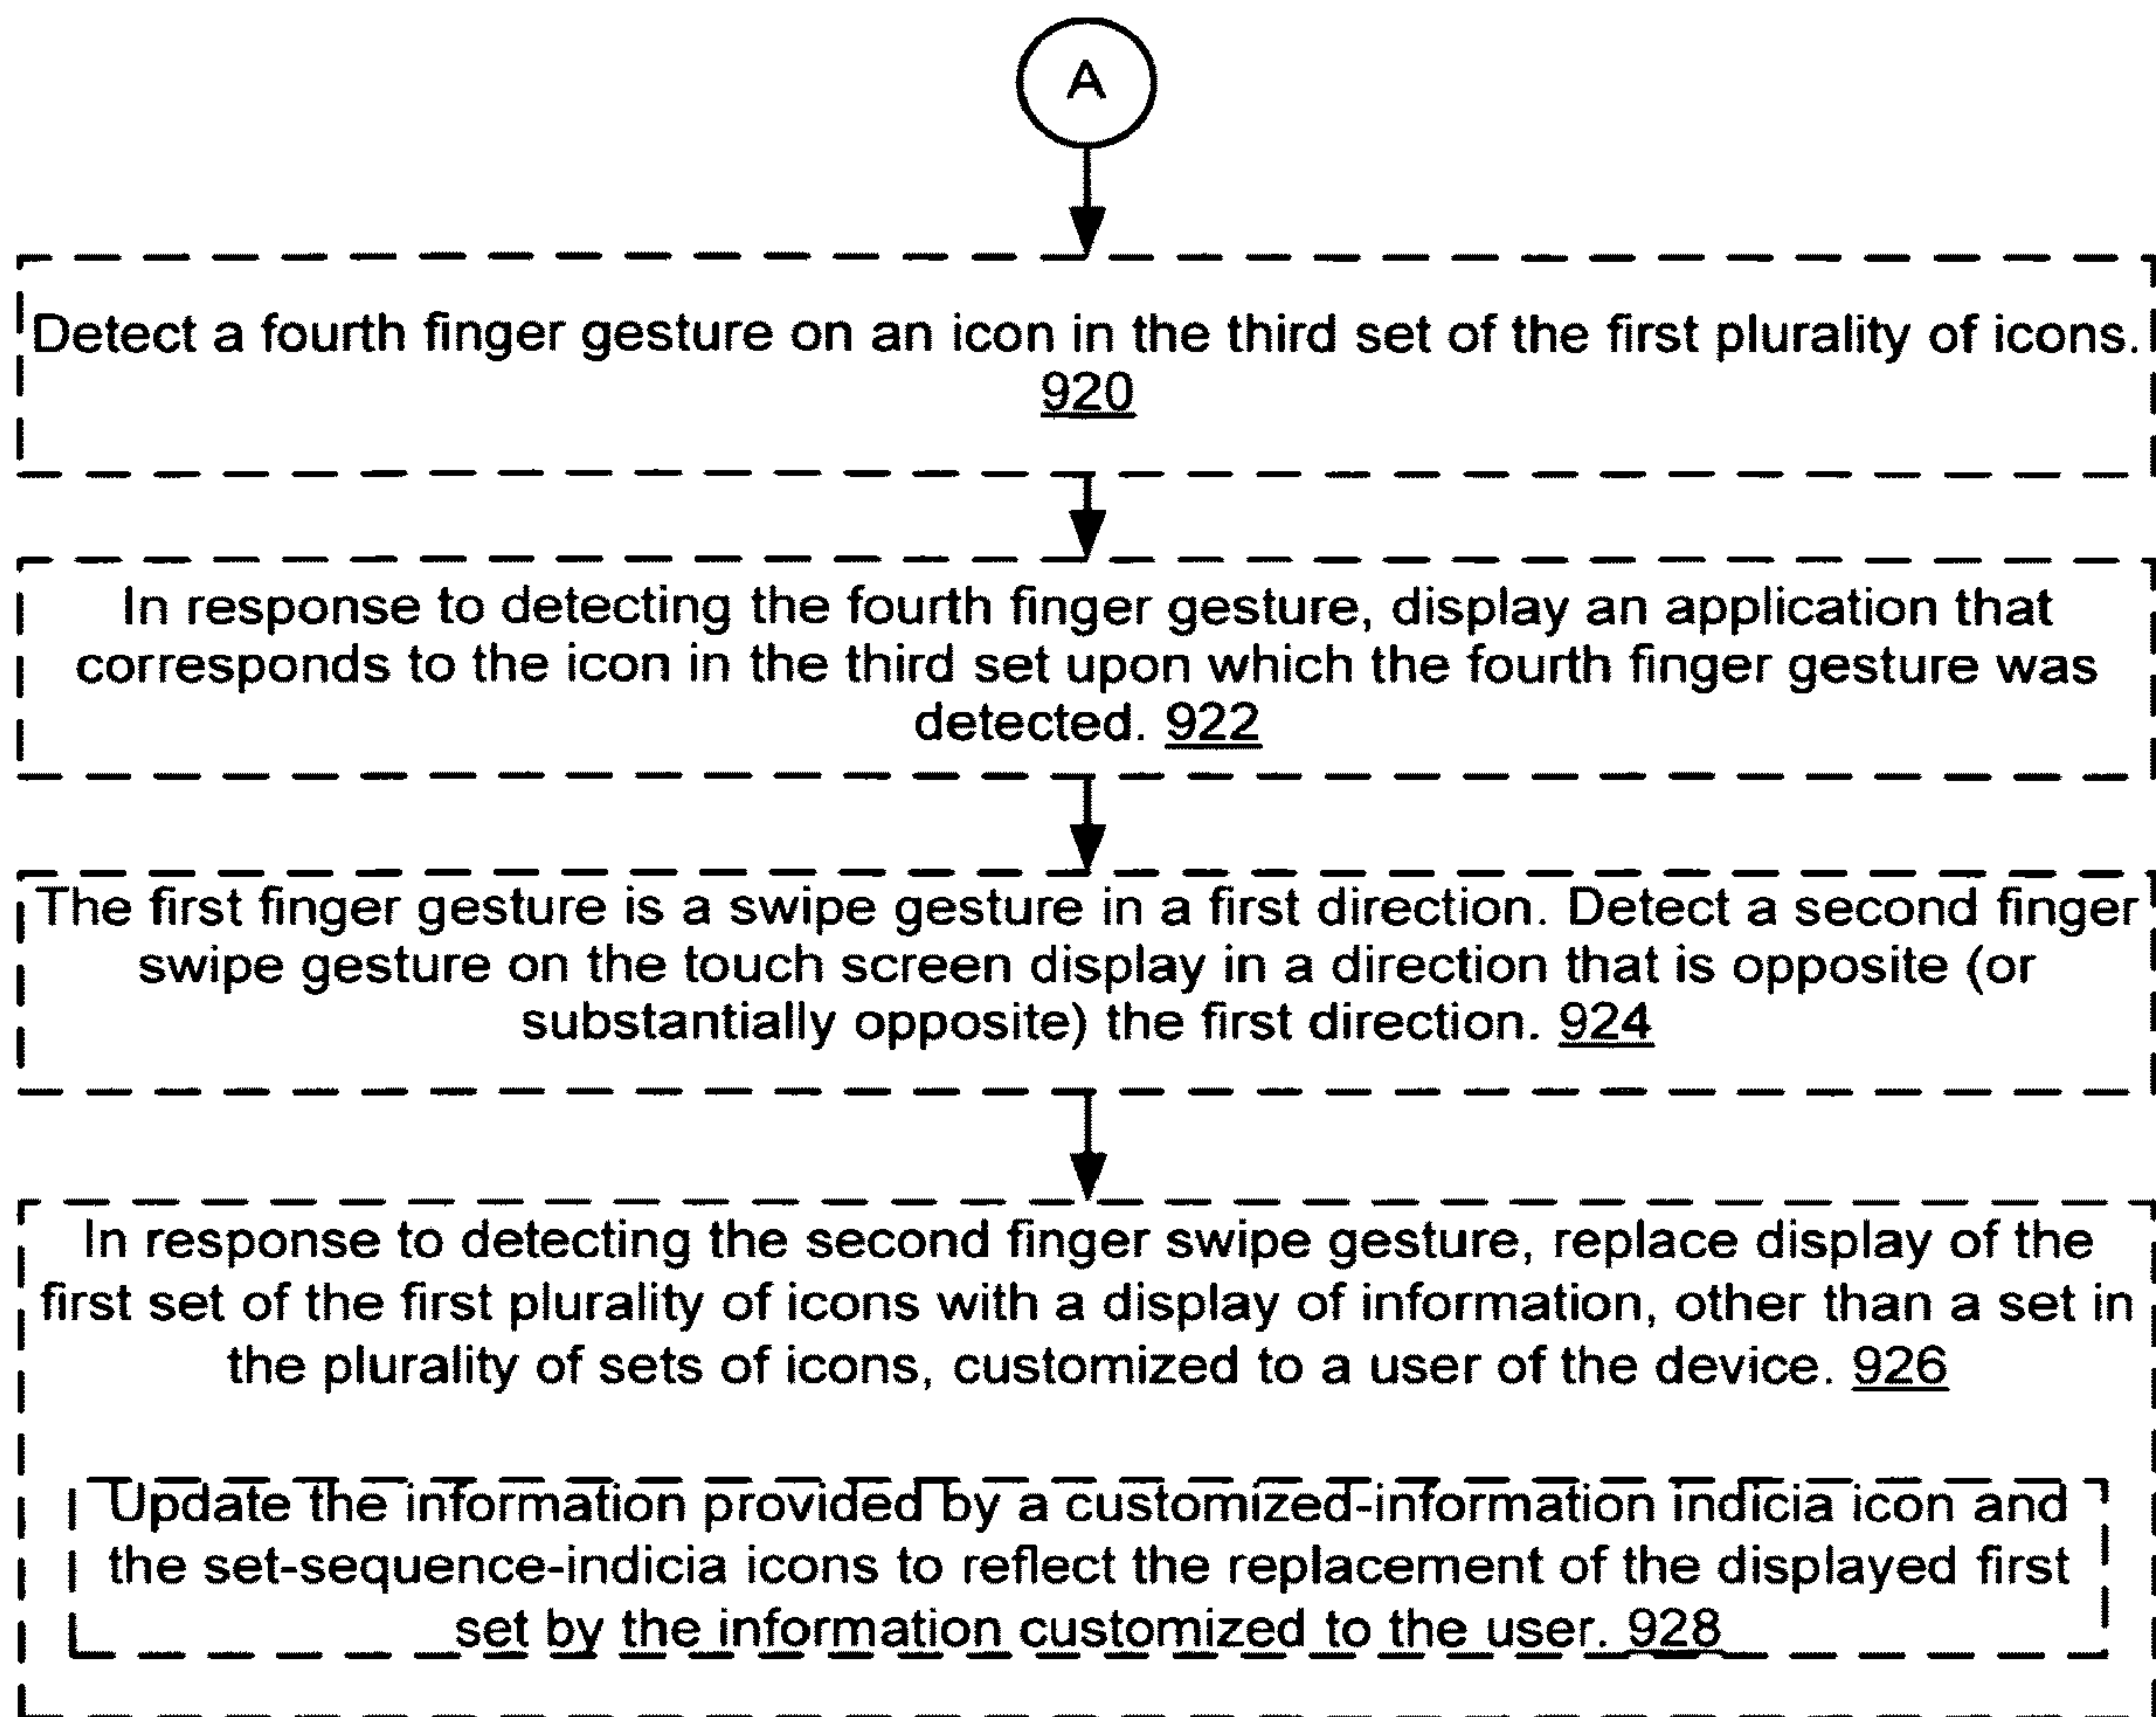 A
Detect a fourth finger gesture on an icon in the third set of the first plurality of icons.
920
In response to detecting the fourth finger gesture, display an application that
corresponds to the icon in the third set upon which the fourth finger gesture was
detected. 922
The first finger gesture is a swipe gesture in a first direction. Detect a second finger
swipe gesture on the touch screen display in a direction that is opposite (or
substantially opposite) the first direction. 924
In response to detecting the second finger swipe gesture, replace display of the
first set of the first plurality of icons with a display of information, other than a set in
the plurality of sets of icons, customized to a user of the device. 926
Update the information provided by a customized-information indicia icon and
the set-sequence-indicia icons to reflect the replacement of the displayed first
set by the information customized to the user. 928